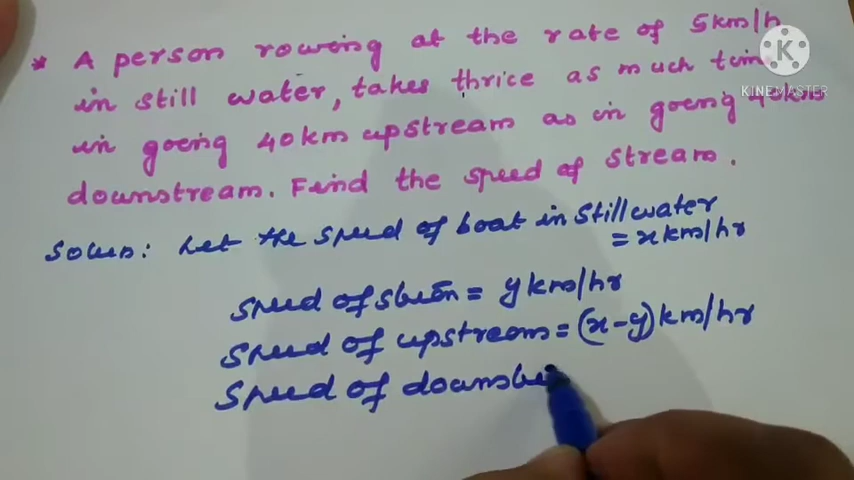 * A person rowing at the rate of 5km/h
in still water, takes thrice as much
in going 40km upstream as in going 40km
downstream. Find the speed of stream.
Soln: Let the speed of boat in still water
= x km/hr
speed of stream = y km/hr
speed of upstream = (x-y) km/hr
speed of downstre
K
KINEMASTER